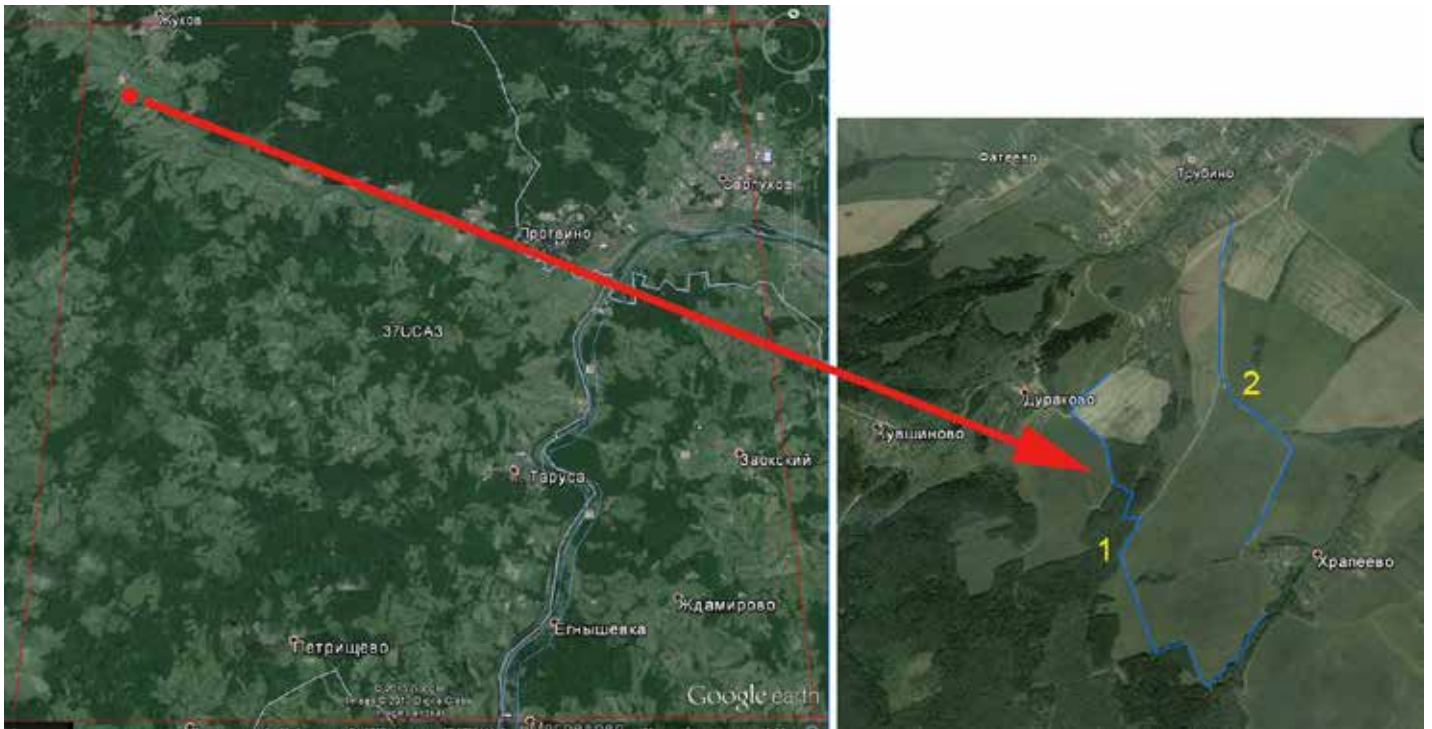 Жуков
Серпухов
Протвино
37UCA3
Таруса
Заокский
Ждамирово
Егнышевка
Петрищево
Google earth
Фатеево
Трубино
2
Дураково
Кувшиново
1
Храпеево